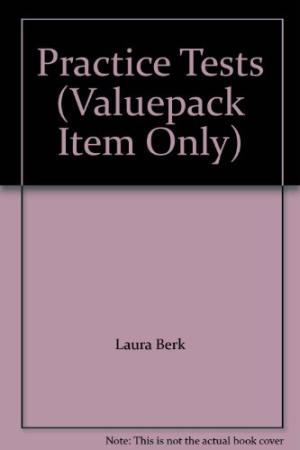 Practice Tests
(Valuepack
Item Only)
Laura Berk
Note: This is not the actual book cover